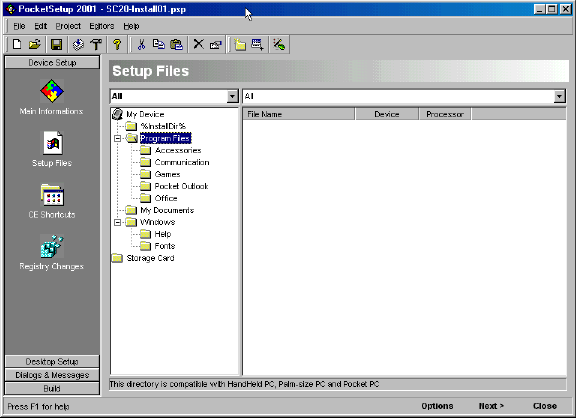 PocketSetup 2001 - SC20-Install01.psp
File Edit Project Egitors Help
Device Setup
Main Informations
Setup Files
CE Shortcuts
Registry Changes
Desktop Setup
Dialogs & Messages
Build
Setup Files
All
All
My Device
%InstallDir%
Program Files
Accessories
Communication
Games
Pocket Outlook
Office
My Documents
Windows
Help
Fonts
Storage Card
File Name Device Processor
This directory is compatible with HandHeld PC, Palm-size PC and Pocket PC
Press F1 for help
Options Next > Close